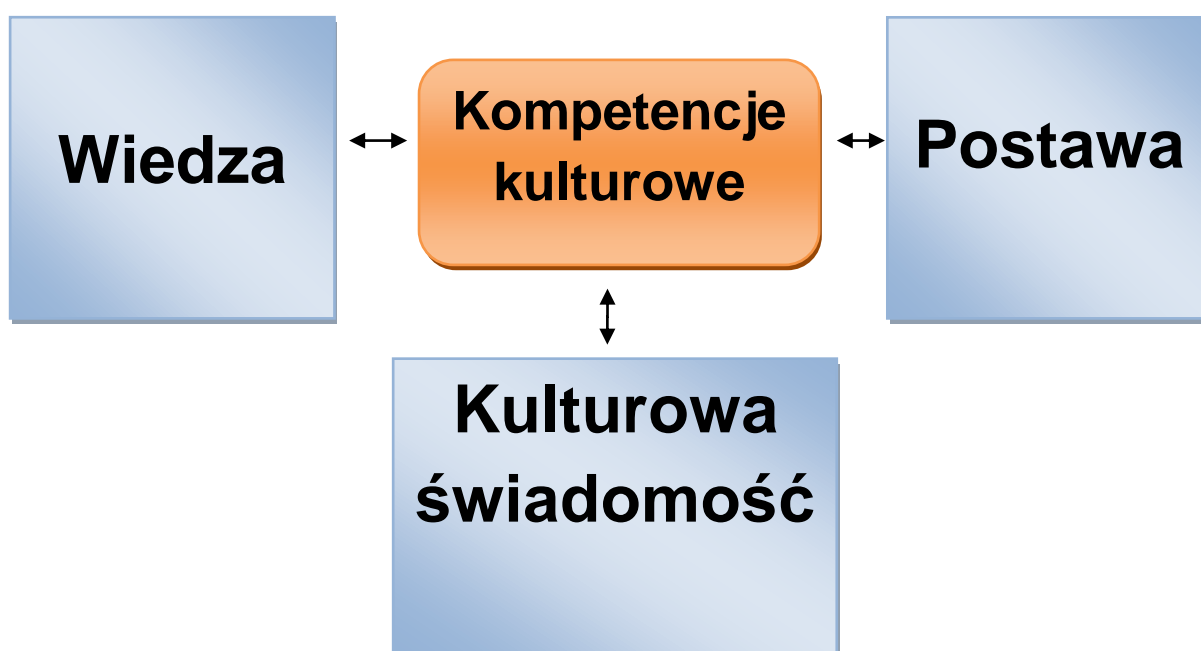 Wiedza
Kompetencje
kulturowe
Postawa
Kulturowa
świadomość